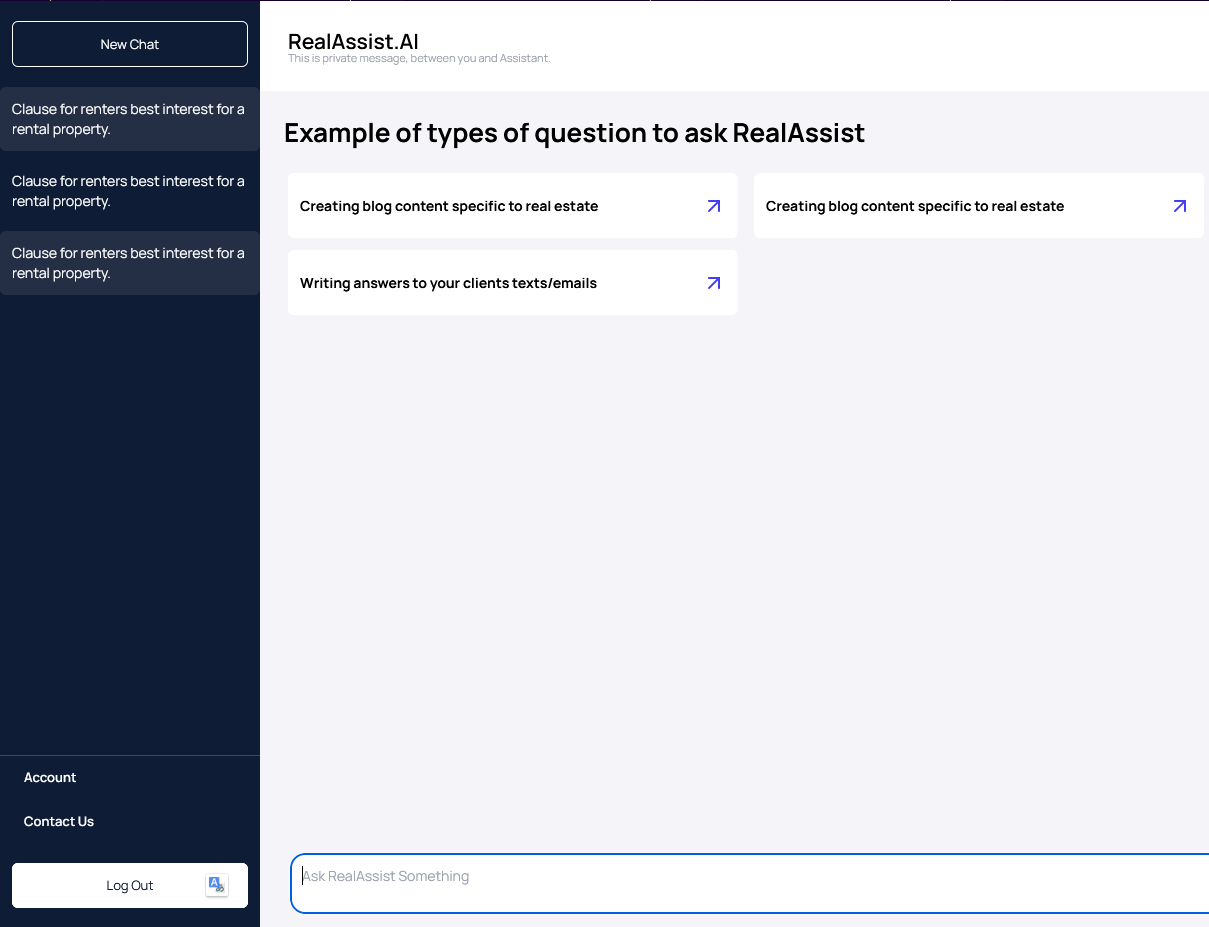 New Chat
Clause for renters best interest for a
rental property.
Clause for renters best interest for a
rental property.
Clause for renters best interest for a
rental property.
Account
Contact Us
Log Out
RealAssist.AI
This is private message, between you and Assistant.
Example of types of question to ask RealAssist
Creating blog content specific to real estate
Creating blog content specific to real estate
Writing answers to your clients texts/emails
Ask RealAssist Something